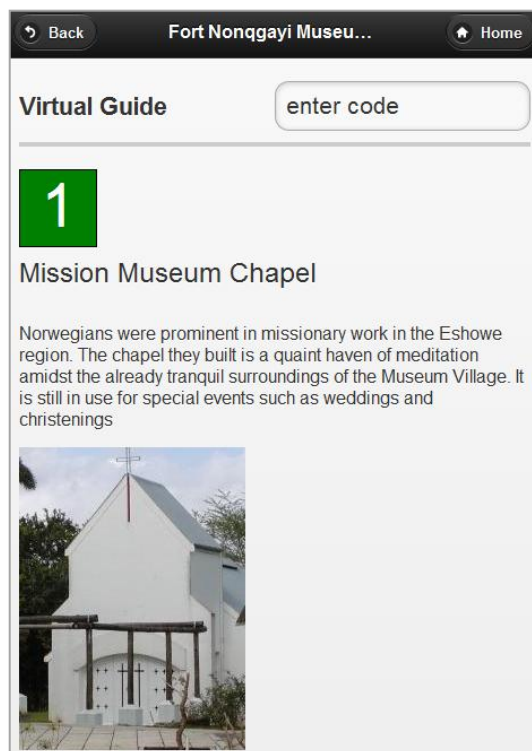 Back Fort Nonqgayi Museu... Home
Virtual Guide enter code
1
Mission Museum Chapel
Norwegians were prominent in missionary work in the Eshowe
region. The chapel they built is a quaint haven of meditation
amidst the already tranquil surroundings of the Museum Village. It
is still in use for special events such as weddings and
christenings